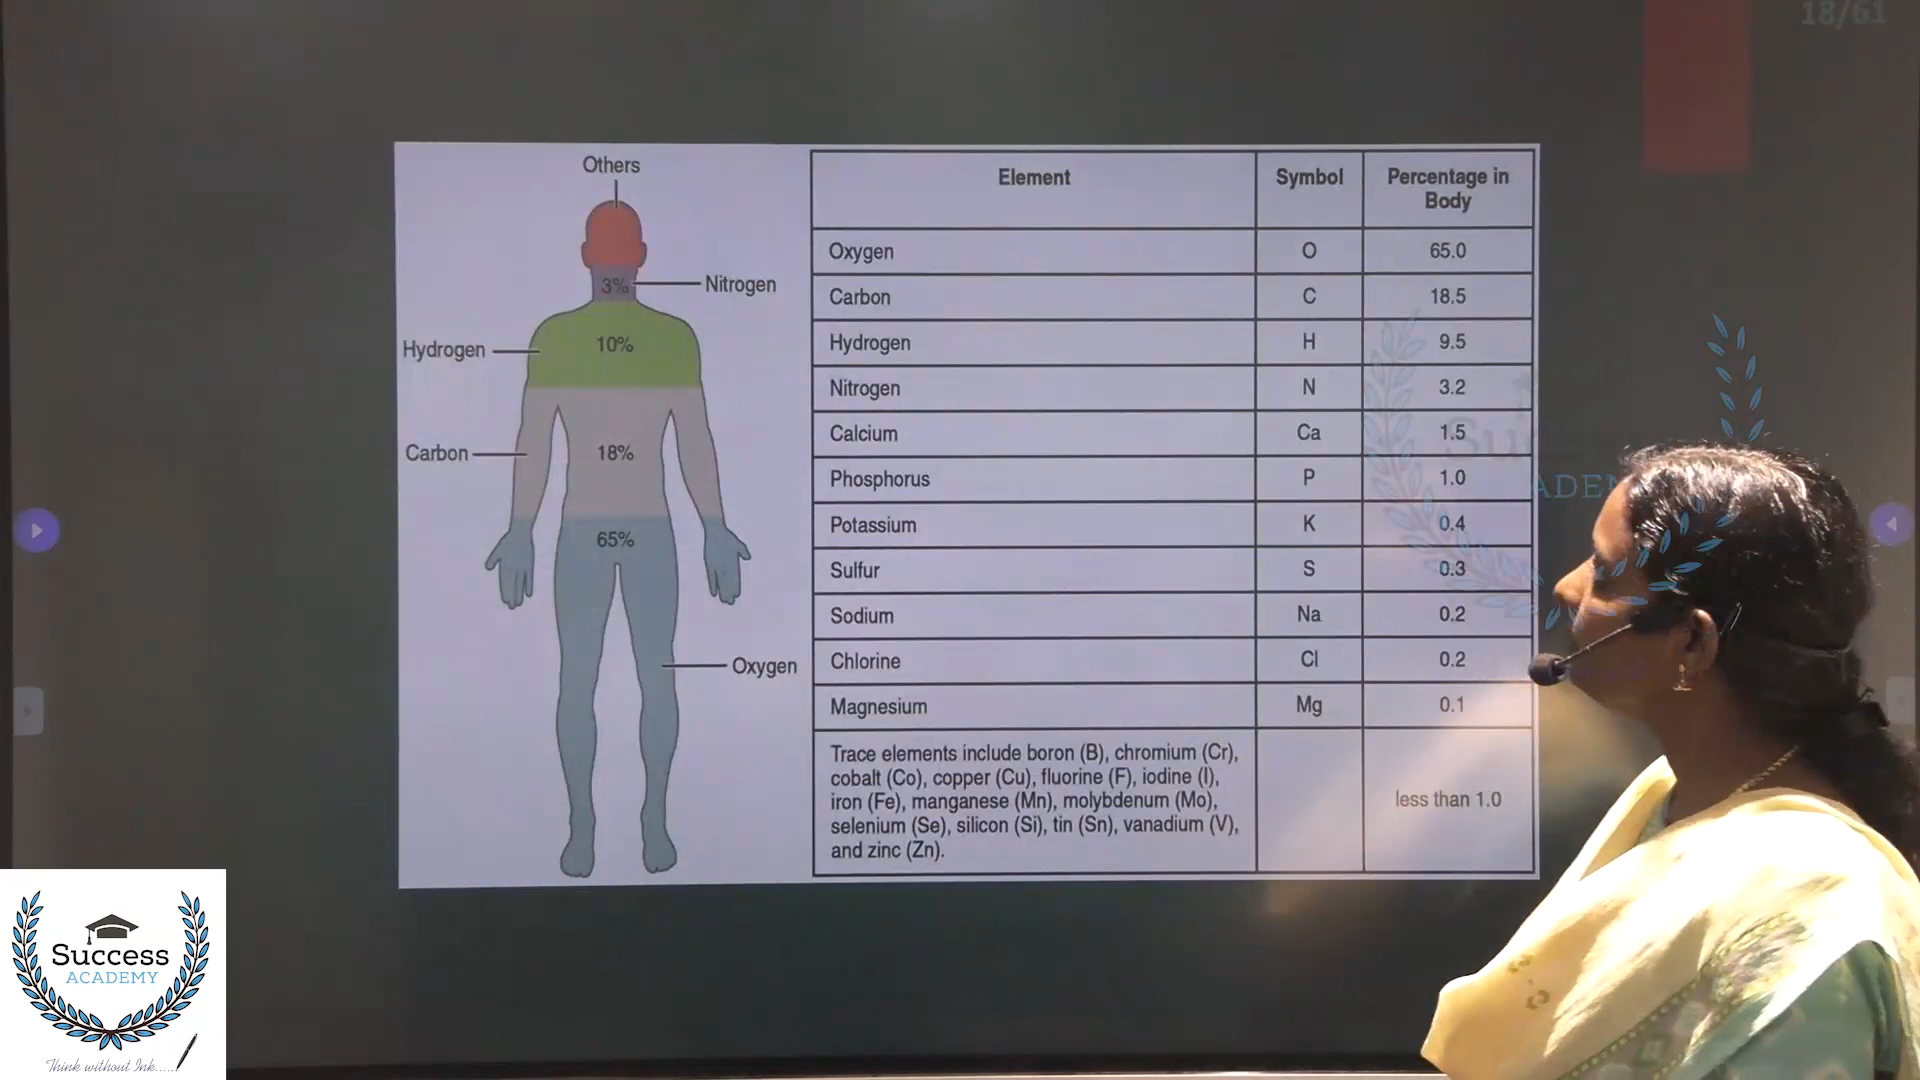 18/61
Others
3%
Nitrogen
Hydrogen
10%
Carbon
18%
65%
Oxygen
Element Symbol Percentage in
Body
Oxygen O 65.0
Carbon C 18.5
Hydrogen H 9.5
Nitrogen N 3.2
Calcium Ca 1.5
Phosphorus P 1.0
Potassium K 0.4
Sulfur S 0.3
Sodium Na 0.2
Chlorine Cl 0.2
Magnesium Mg 0.1
Trace elements include boron (B), chromium (Cr),
cobalt (Co), copper (Cu), fluorine (F), iodine (I),
iron (Fe), manganese (Mn), molybdenum (Mo),
selenium (Se), silicon (Si), tin (Sn), vanadium (V),
and zinc (Zn).
less than 1.0
Success
ACADEMY
Think without Ink.....